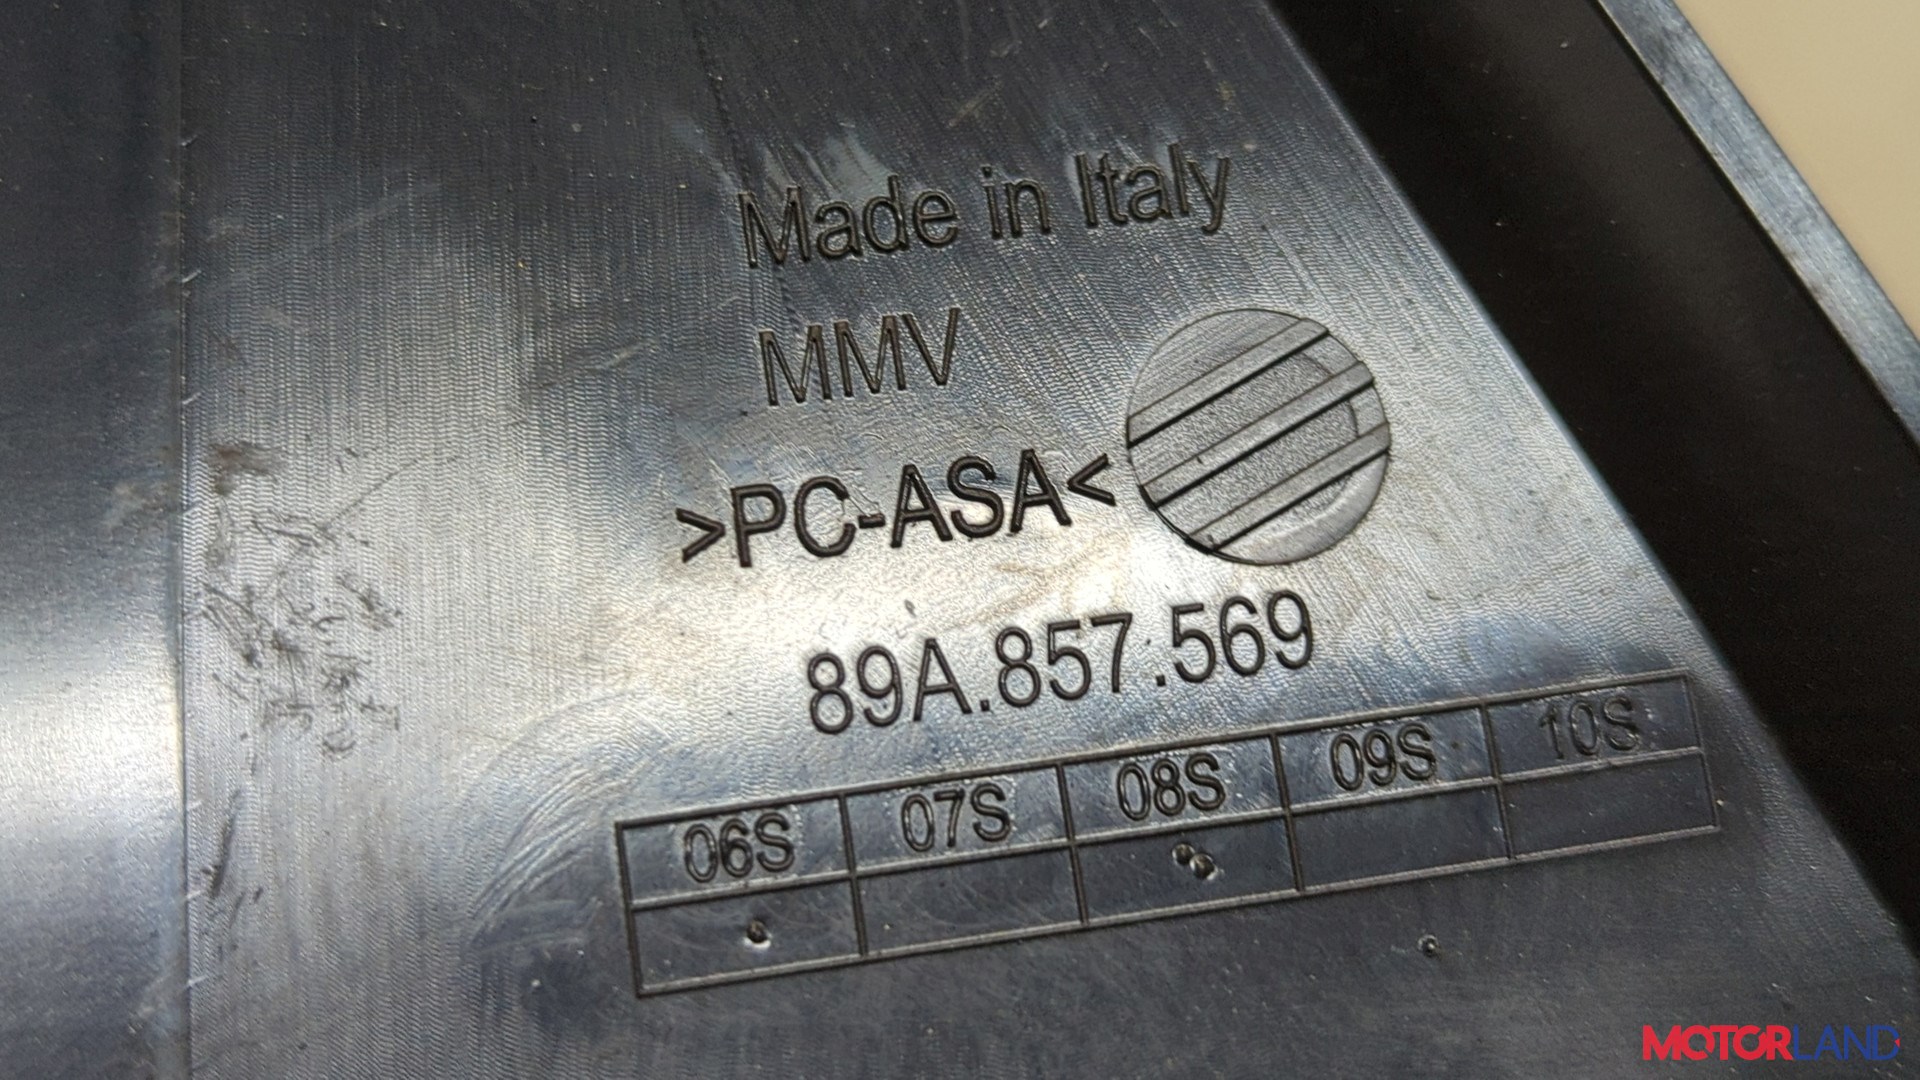 Made in Italy
MMV
>PC-ASA<
89A.857.569
06S 07S 08S 09S 10S
MOTORLAND